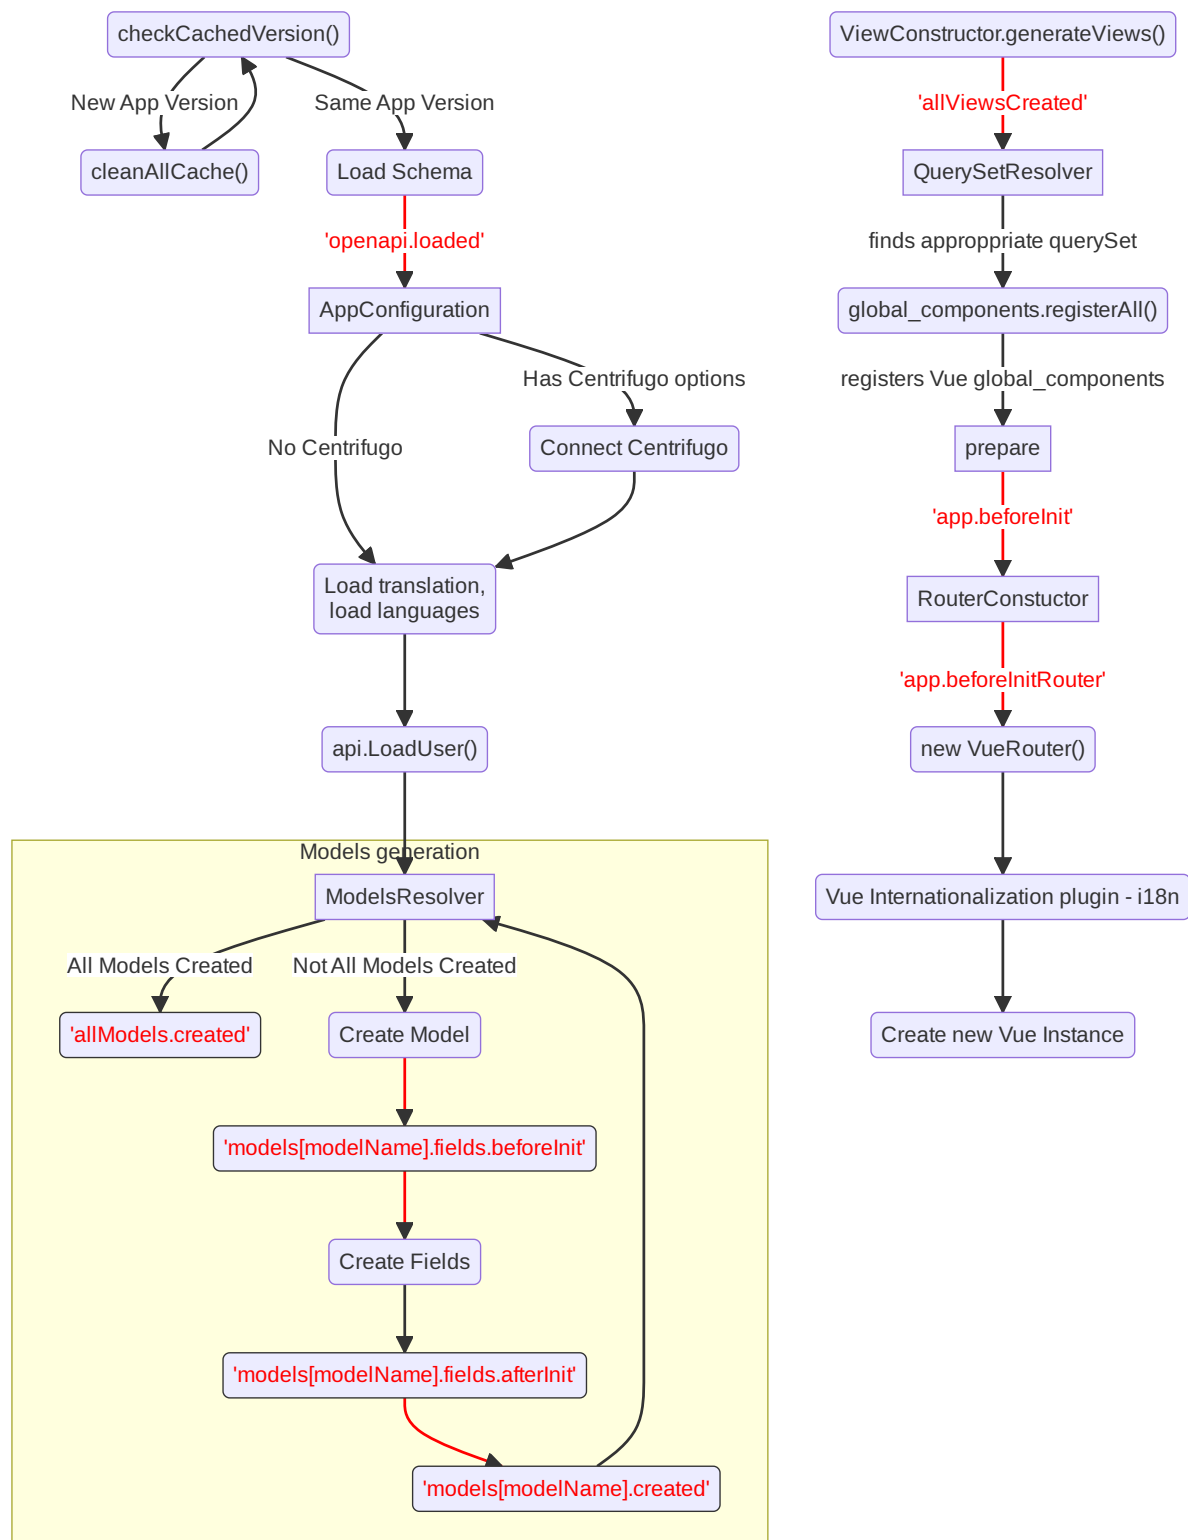 checkCachedVersion()
New App Version
Same App Version
cleanAllCache()
Load Schema
'openapi.loaded'
AppConfiguration
Has Centrifugo options
No Centrifugo
Connect Centrifugo
Load translation,
load languages
api.LoadUser()
Models generation
ModelsResolver
All Models Created
Not All Models Created
'allModels.created'
Create Model
'models[modelName].fields.beforeInit'
Create Fields
'models[modelName].fields.afterInit'
'models[modelName].created'
ViewConstructor.generateViews()
'allViewsCreated'
QuerySetResolver
finds approppriate querySet
global_components.registerAll()
registers Vue global_components
prepare
'app.beforeInit'
RouterConstuctor
'app.beforeInitRouter'
new VueRouter()
Vue Internationalization plugin - i18n
Create new Vue Instance